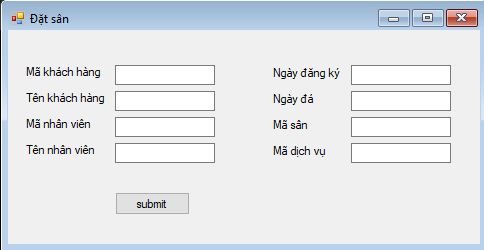 Đặt sân
Mã khách hàng
Tên khách hàng
Mã nhân viên
Tên nhân viên
Ngày đăng ký
Ngày đá
Mã sân
Mã dịch vụ
submit